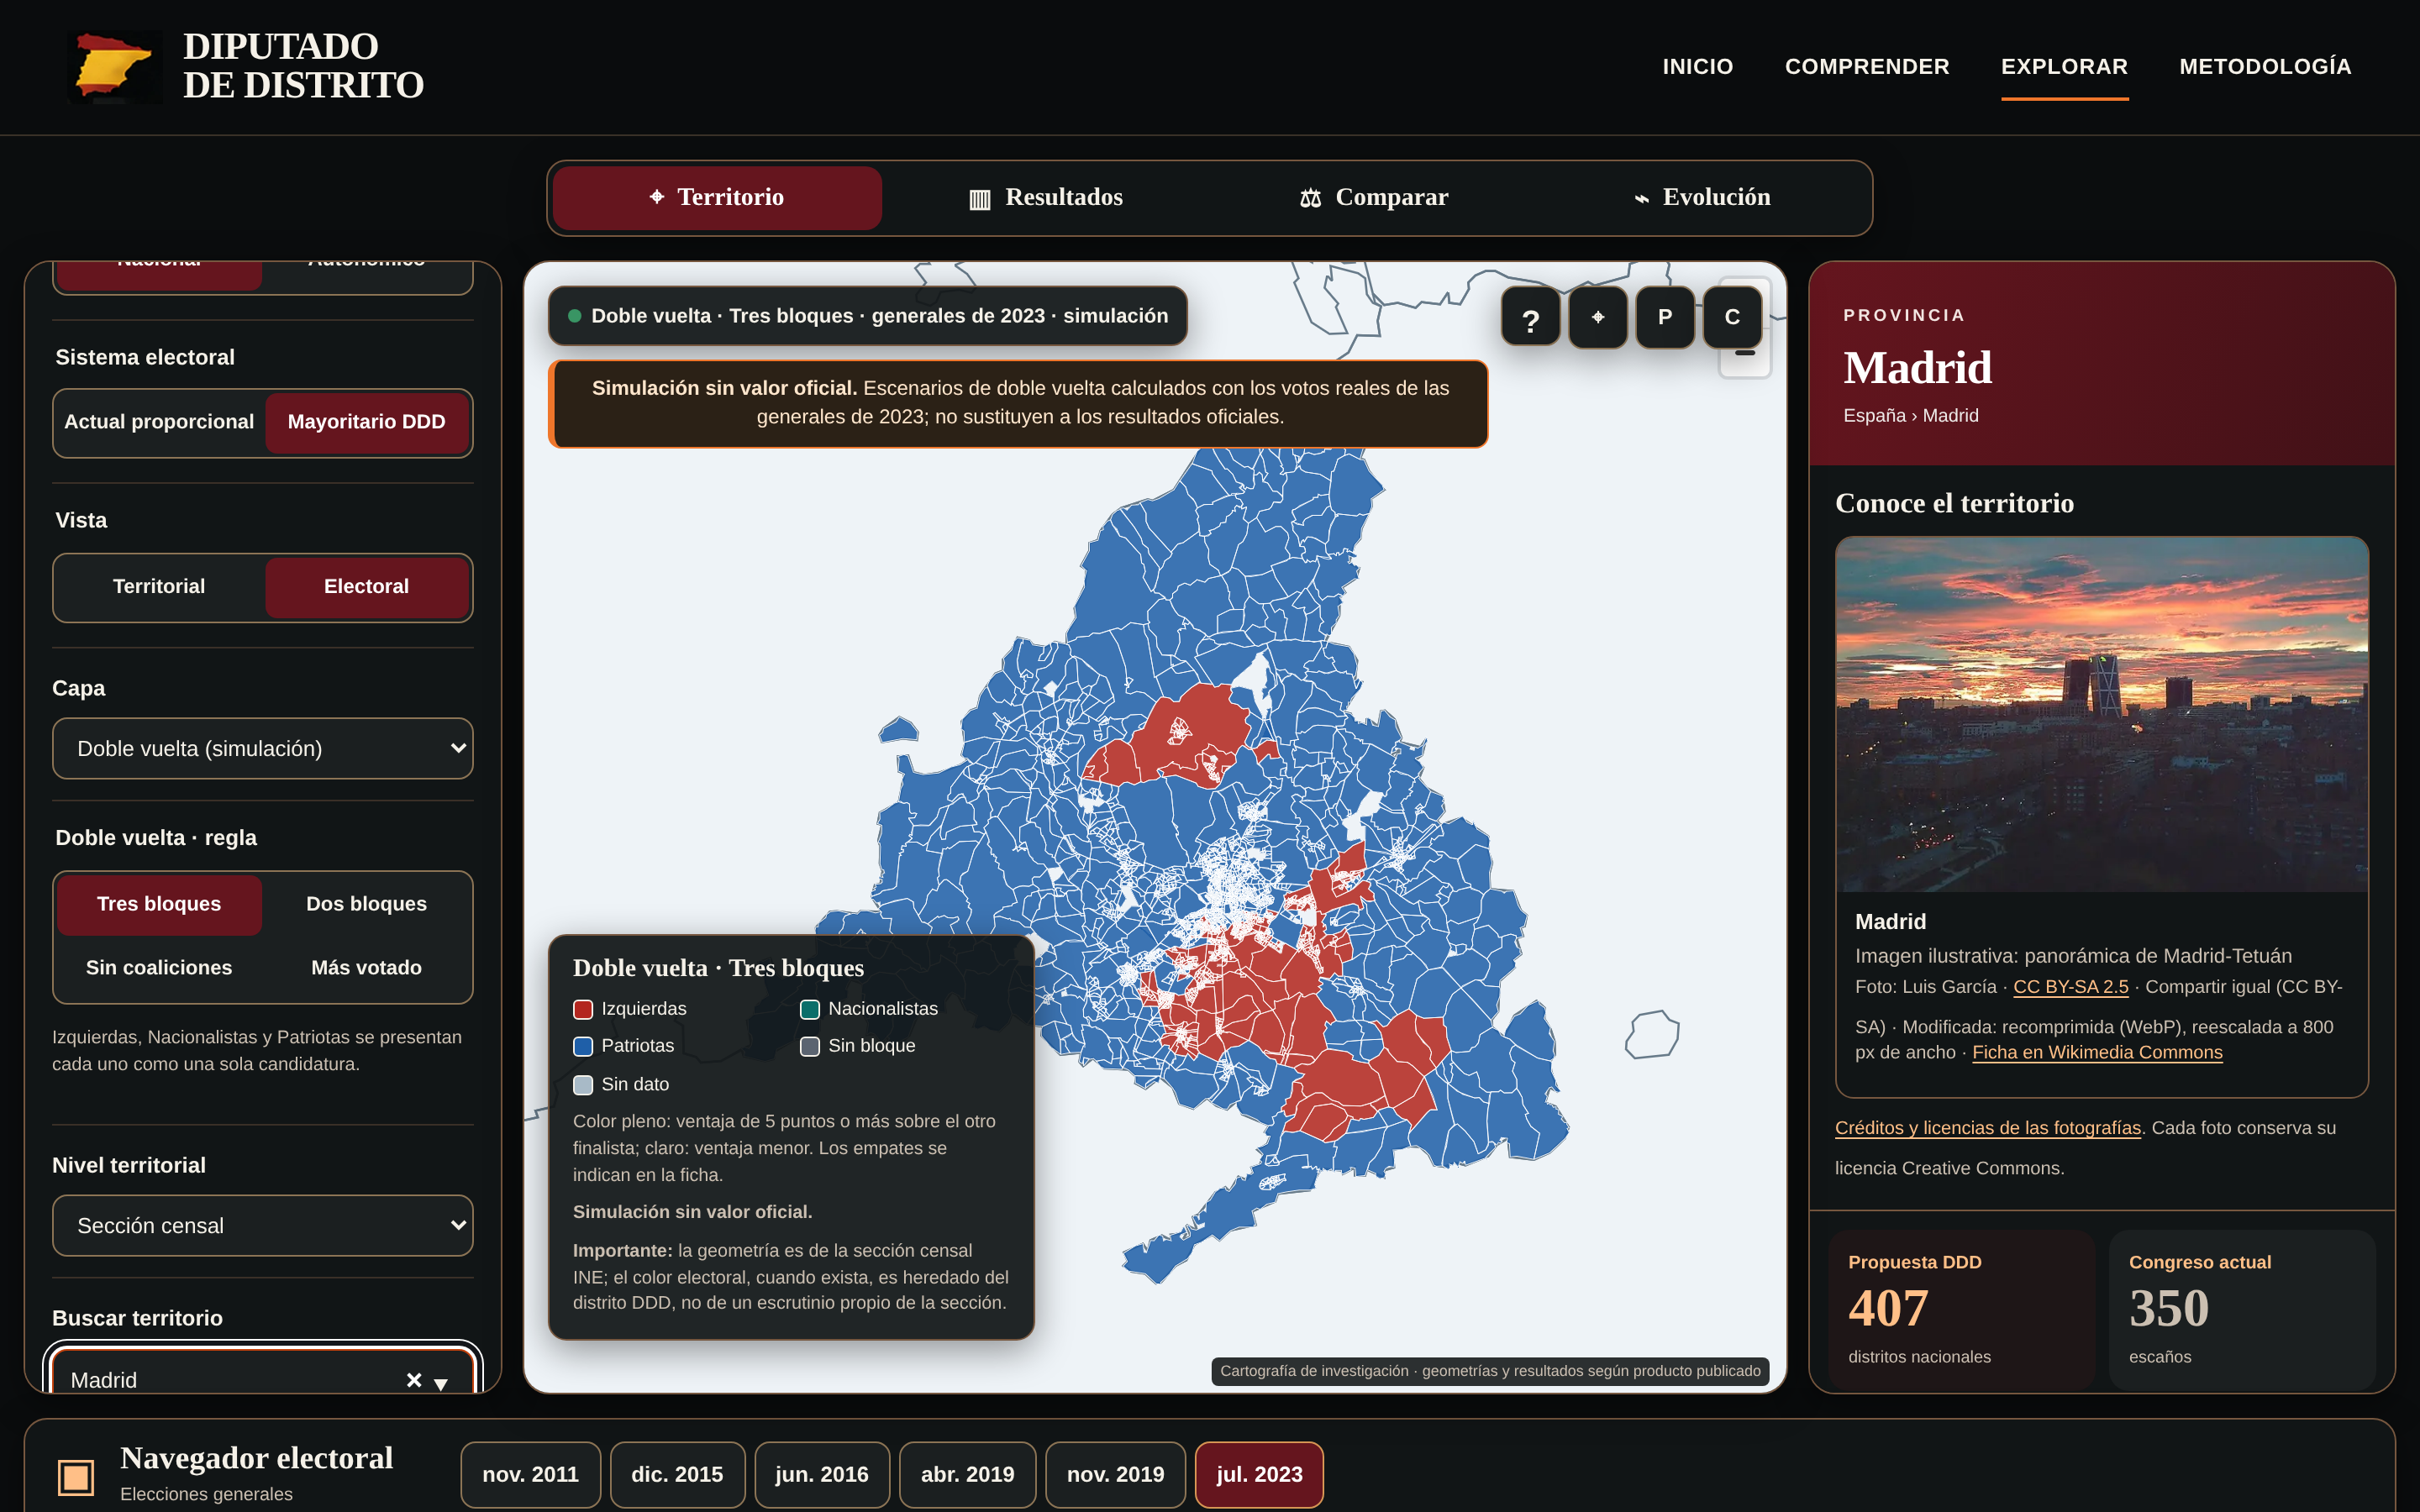 DIPUTADO
DE DISTRITO
INICIO
COMPRENDER
EXPLORAR
METODOLOGÍA
Territorio
Resultados
Comparar
Evolución
Sistema electoral
Actual proporcional
Mayoritario DDD
Vista
Territorial
Electoral
Capa
Doble vuelta (simulación)
Doble vuelta · regla
Tres bloques
Dos bloques
Sin coaliciones
Más votado
Izquierdas, Nacionalistas y Patriotas se presentan
cada uno como una sola candidatura.
Nivel territorial
Sección censal
Buscar territorio
Madrid
Doble vuelta · Tres bloques · generales de 2023 · simulación
?
P
C
Simulación sin valor oficial. Escenarios de doble vuelta calculados con los votos reales de las
generales de 2023; no sustituyen a los resultados oficiales.
Doble vuelta · Tres bloques
Izquierdas
Nacionalistas
Patriotas
Sin bloque
Sin dato
Color pleno: ventaja de 5 puntos o más sobre el otro
finalista; claro: ventaja menor. Los empates se
indican en la ficha.
Simulación sin valor oficial.
Importante: la geometría es de la sección censal
INE; el color electoral, cuando exista, es heredado del
distrito DDD, no de un escrutinio propio de la sección.
Cartografía de investigación · geometrías y resultados según producto publicado
PROVINCIA
Madrid
España › Madrid
Conoce el territorio
Madrid
Imagen ilustrativa: panorámica de Madrid-Tetuán
Foto: Luis García · CC BY-SA 2.5 · Compartir igual (CC BY-
SA) · Modificada: recomprimida (WebP), reescalada a 800
px de ancho · Ficha en Wikimedia Commons
Créditos y licencias de las fotografías. Cada foto conserva su
licencia Creative Commons.
Propuesta DDD
407
distritos nacionales
Congreso actual
350
escaños
Navegador electoral
Elecciones generales
nov. 2011
dic. 2015
jun. 2016
abr. 2019
nov. 2019
jul. 2023